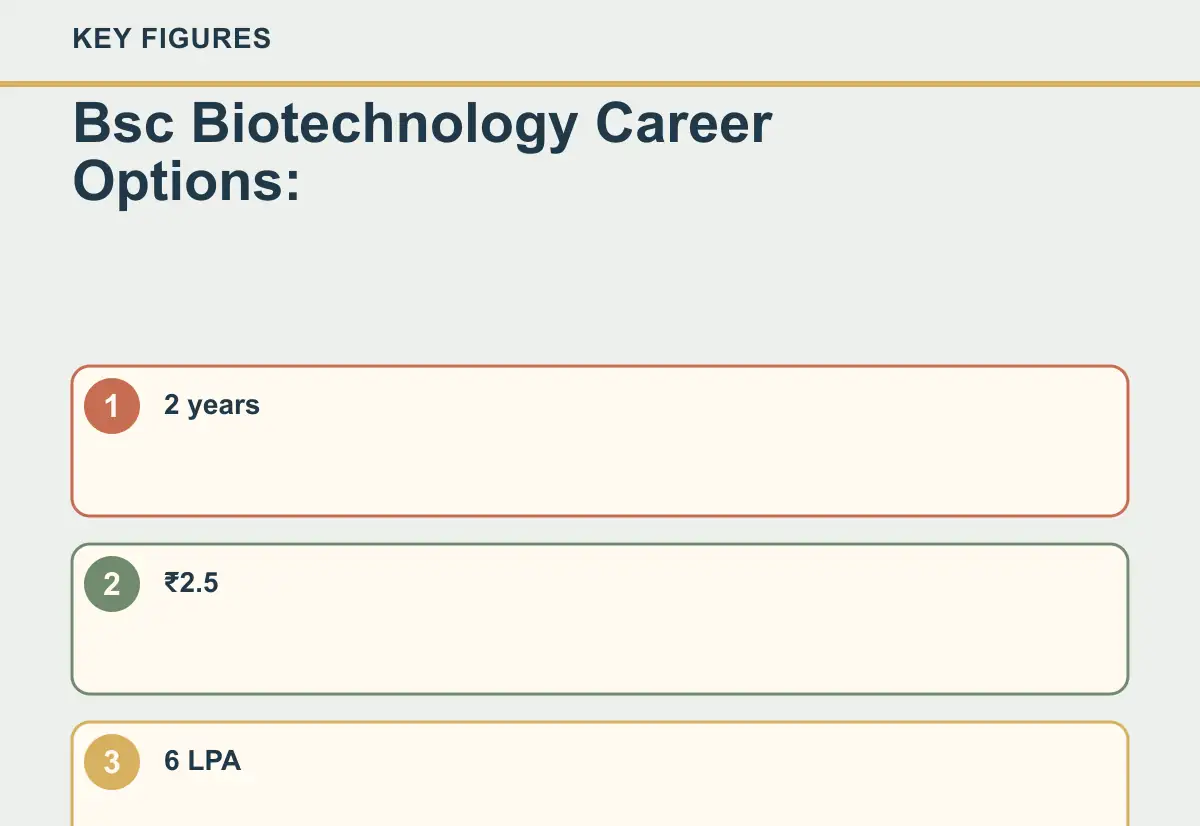 KEY FIGURES
Bsc Biotechnology Career
Options:
1
2 years
2
₹2.5
3
6 LPA